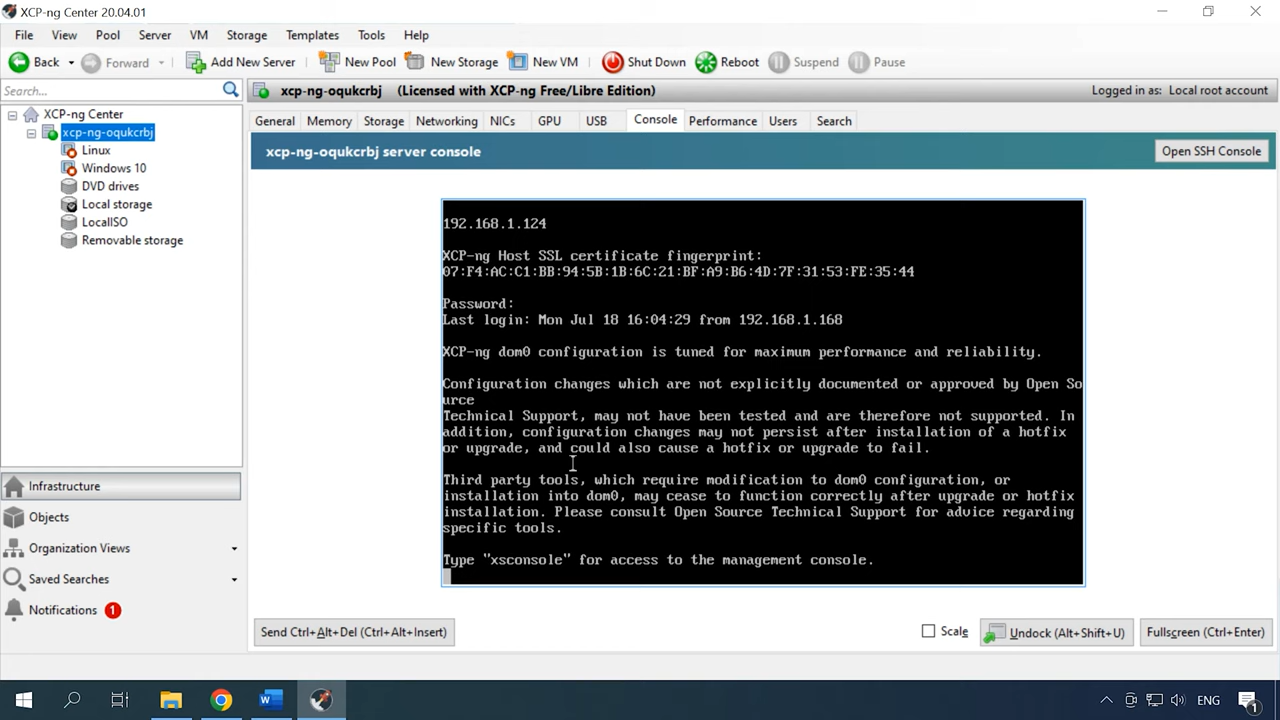 XCP-ng Center 20.04.01
File View Pool Server VM Storage Templates Tools Help
Back Forward Add New Server New Pool New Storage New VM Shut Down Reboot Suspend Pause
Search...
xcp-ng-oqukcrbj (Licensed with XCP-ng Free/Libre Edition) Logged in as: Local root account
XCP-ng Center
xcp-ng-oqukcrbj
Linux
Windows 10
DVD drives
Local storage
LocalISO
Removable storage
General Memory Storage Networking NICs GPU USB Console Performance Users Search
xcp-ng-oqukcrbj server console Open SSH Console
192.168.1.124
XCP-ng Host SSL certificate fingerprint:
07:F4:AC:C1:BB:94:5B:1B:6C:21:BF:A9:B6:4D:7F:31:53:FE:35:44
Password:
Last login: Mon Jul 18 16:04:29 from 192.168.1.168
XCP-ng dom0 configuration is tuned for maximum performance and reliability.
Configuration changes which are not explicitly documented or approved by Open So
urce
Technical Support, may not have been tested and are therefore not supported. In
addition, configuration changes may not persist after installation of a hotfix
or upgrade, and could also cause a hotfix or upgrade to fail.
Third party tools, which require modification to dom0 configuration, or
installation into dom0, may cease to function correctly after upgrade or hotfix
installation. Please consult Open Source Technical Support for advice regarding
specific tools.
Type "xsconsole" for access to the management console.
Infrastructure
Objects
Organization Views
Saved Searches
Notifications 1
Send Ctrl+Alt+Del (Ctrl+Alt+Insert) Scale Undock (Alt+Shift+U) Fullscreen (Ctrl+Enter)
ENG 1